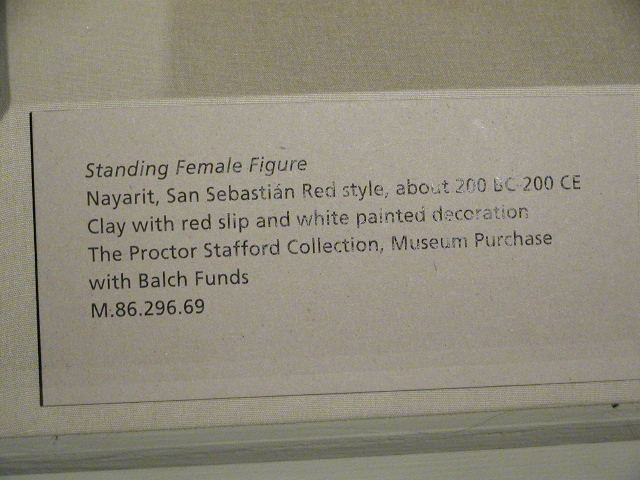 Standing Female Figure
Nayarit, San Sebastián Red style, about 200 BC-200 CE
Clay with red slip and white painted decoration
The Proctor Stafford Collection, Museum Purchase
with Balch Funds
M.86.296.69